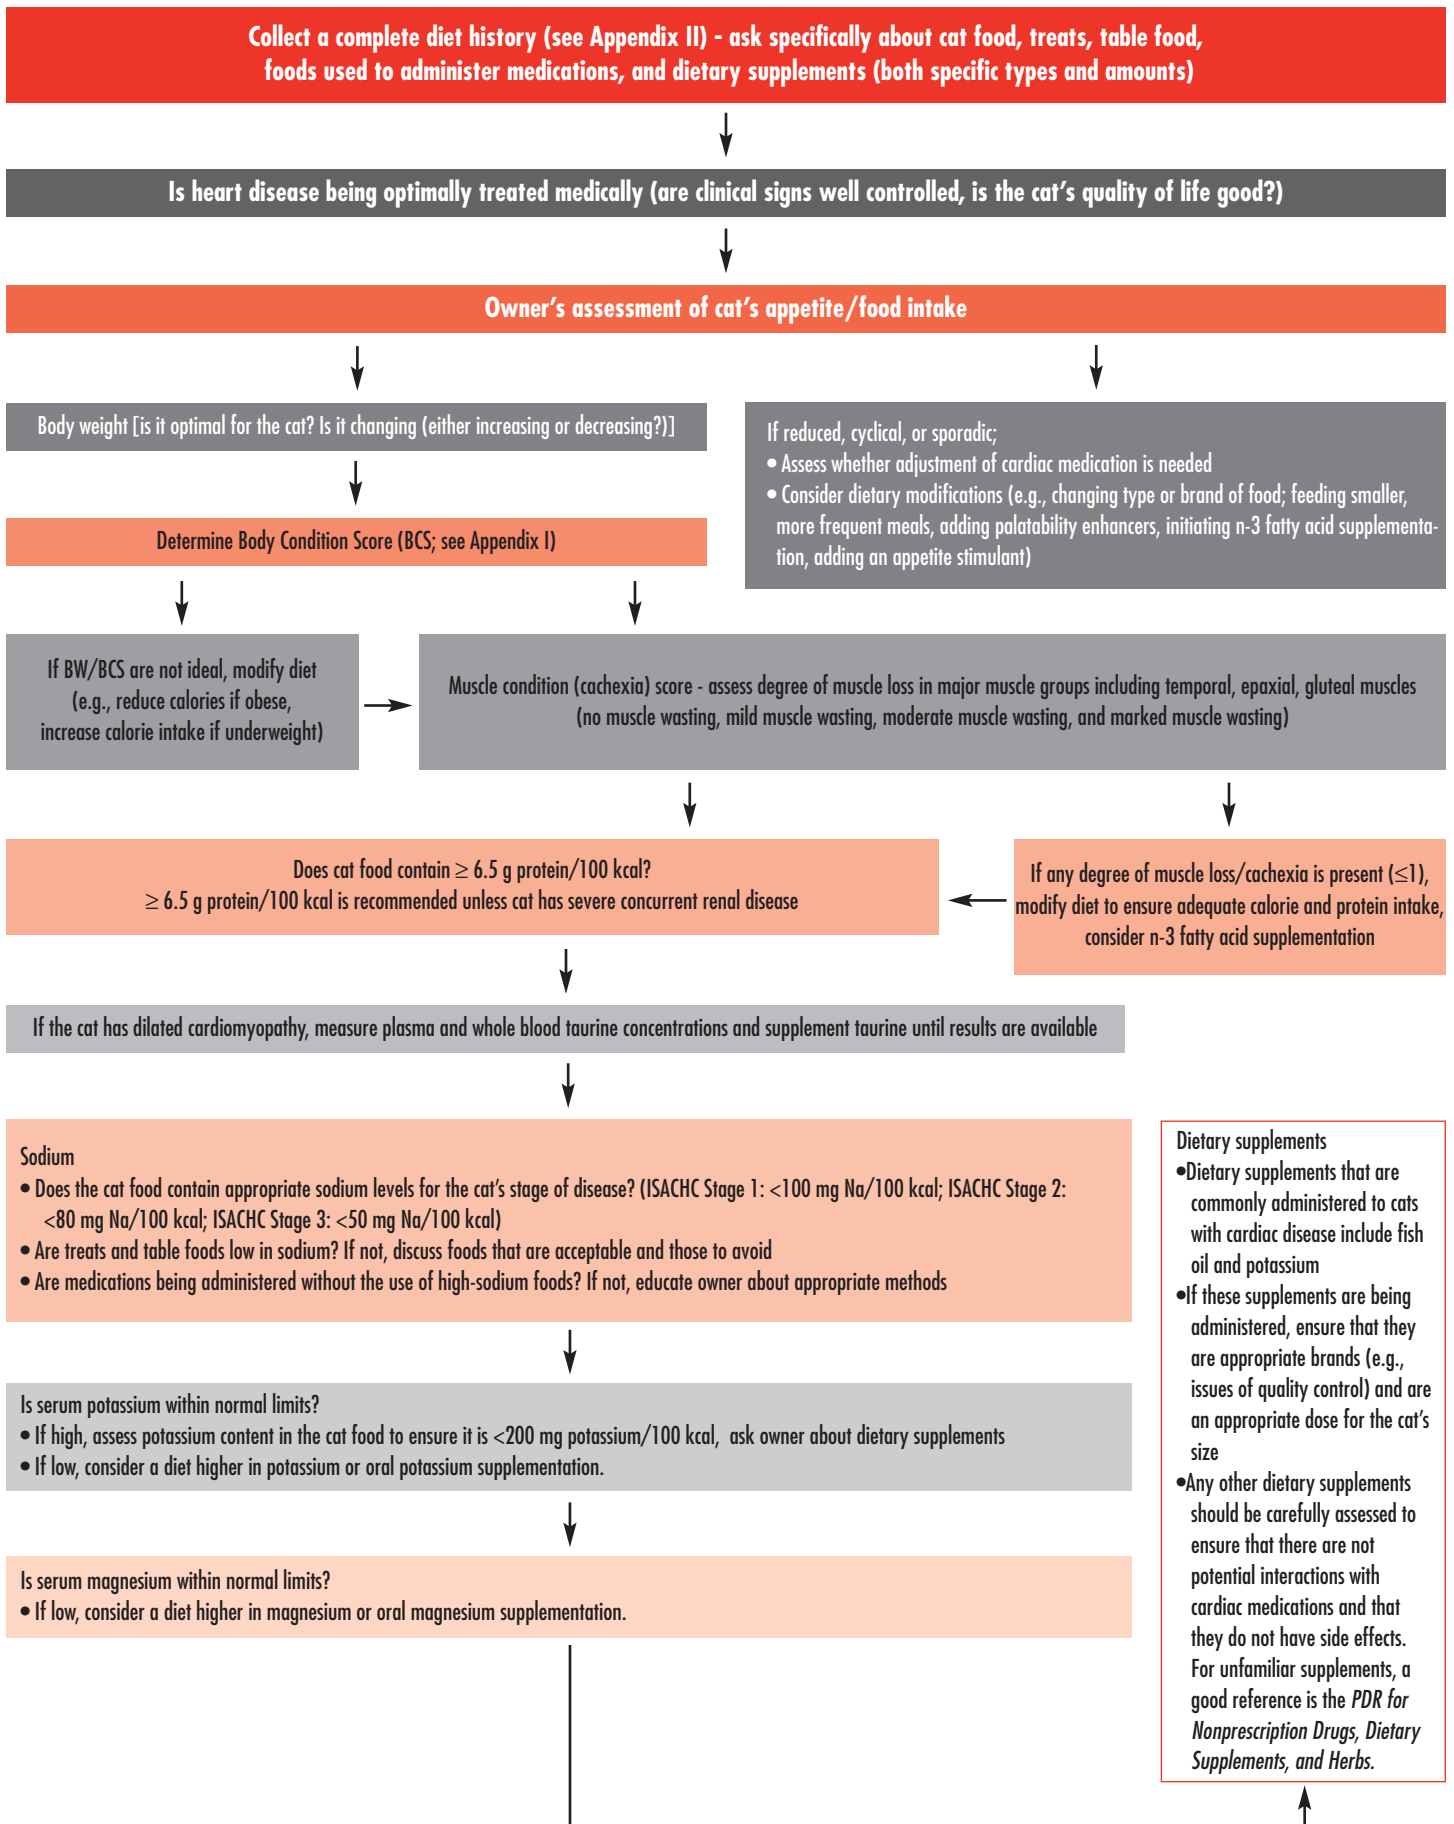 Collect a complete diet history (see Appendix II) - ask specifically about cat food, treats, table food,
foods used to administer medications, and dietary supplements (both specific types and amounts)
Is heart disease being optimally treated medically (are clinical signs well controlled, is the cat's quality of life good?)
Owner's assessment of cat's appetite/food intake
Body weight [is it optimal for the cat? Is it changing (either increasing or decreasing?)]
If reduced, cyclical, or sporadic;
• Assess whether adjustment of cardiac medication is needed
• Consider dietary modifications (e.g., changing type or brand of food; feeding smaller,
more frequent meals, adding palatability enhancers, initiating n-3 fatty acid supplementa-
tion, adding an appetite stimulant)
Determine Body Condition Score (BCS; see Appendix I)
If BW/BCS are not ideal, modify diet
(e.g., reduce calories if obese,
increase calorie intake if underweight)
Muscle condition (cachexia) score - assess degree of muscle loss in major muscle groups including temporal, epaxial, gluteal muscles
(no muscle wasting, mild muscle wasting, moderate muscle wasting, and marked muscle wasting)
Does cat food contain ≥ 6.5 g protein/100 kcal?
≥ 6.5 g protein/100 kcal is recommended unless cat has severe concurrent renal disease
If any degree of muscle loss/cachexia is present (≤1),
modify diet to ensure adequate calorie and protein intake,
consider n-3 fatty acid supplementation
If the cat has dilated cardiomyopathy, measure plasma and whole blood taurine concentrations and supplement taurine until results are available
Sodium
• Does the cat food contain appropriate sodium levels for the cat's stage of disease? (ISACHC Stage 1: <100 mg Na/100 kcal; ISACHC Stage 2:
<80 mg Na/100 kcal; ISACHC Stage 3: <50 mg Na/100 kcal)
• Are treats and table foods low in sodium? If not, discuss foods that are acceptable and those to avoid
• Are medications being administered without the use of high-sodium foods? If not, educate owner about appropriate methods
Is serum potassium within normal limits?
• If high, assess potassium content in the cat food to ensure it is <200 mg potassium/100 kcal, ask owner about dietary supplements
• If low, consider a diet higher in potassium or oral potassium supplementation.
Is serum magnesium within normal limits?
• If low, consider a diet higher in magnesium or oral magnesium supplementation.
Dietary supplements
•Dietary supplements that are
commonly administered to cats
with cardiac disease include fish
oil and potassium
•If these supplements are being
administered, ensure that they
are appropriate brands (e.g.,
issues of quality control) and are
an appropriate dose for the cat's
size
•Any other dietary supplements
should be carefully assessed to
ensure that there are not
potential interactions with
cardiac medications and that
they do not have side effects.
For unfamiliar supplements, a
good reference is the PDR for
Nonprescription Drugs, Dietary
Supplements, and Herbs.